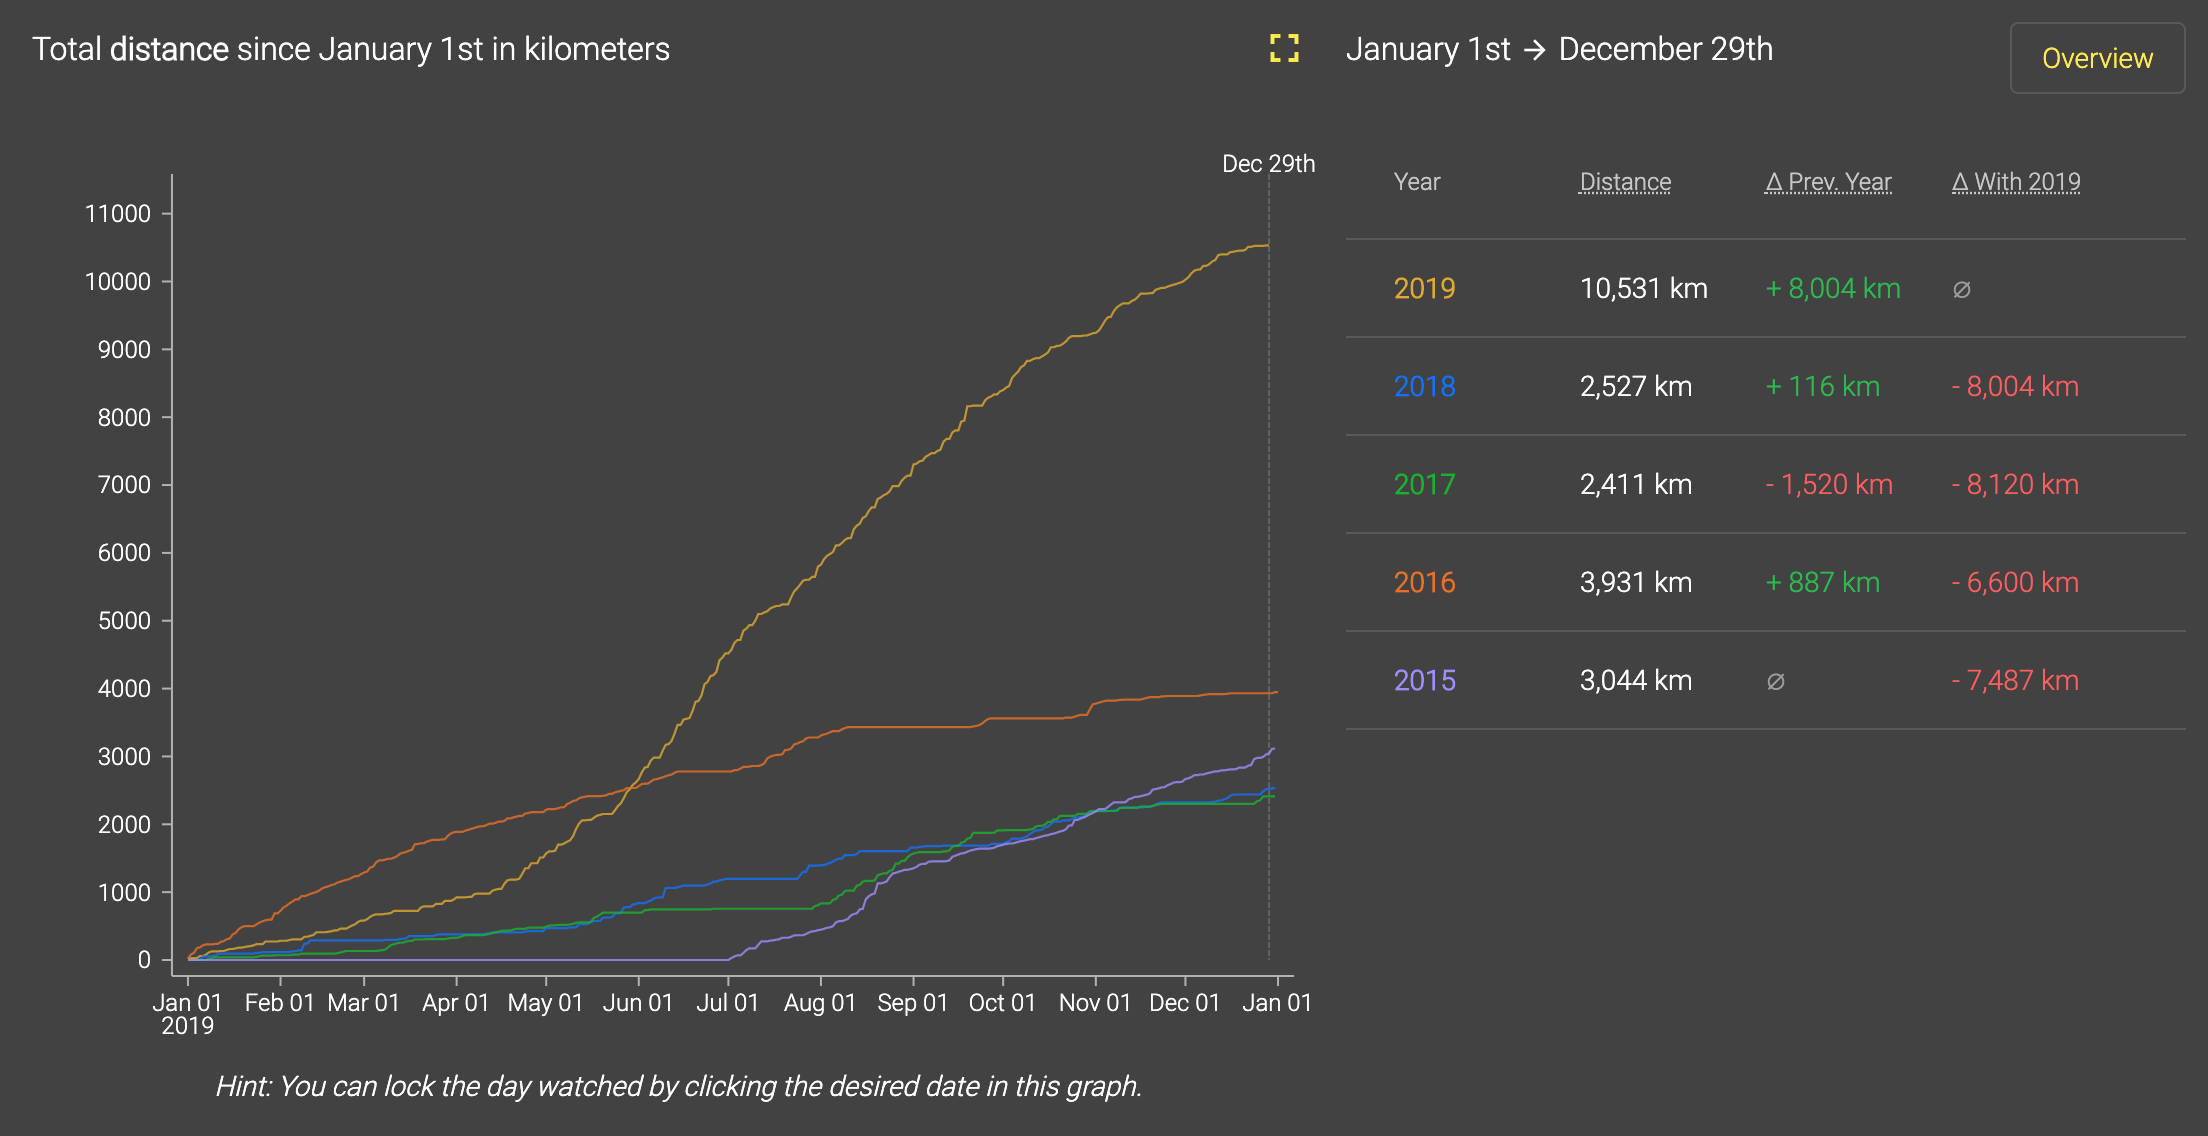 Total distance since January 1st in kilometers
January 1st → December 29th
Overview
Dec 29th
11000
10000
9000
8000
7000
6000
5000
4000
3000
2000
1000
0
Jan 01 Feb 01 Mar 01 Apr 01 May 01 Jun 01 Jul 01 Aug 01 Sep 01 Oct 01 Nov 01 Dec 01 Jan 01
2019
Hint: You can lock the day watched by clicking the desired date in this graph.
Year Distance Δ Prev. Year Δ With 2019
2019 10,531 km + 8,004 km ∅
2018 2,527 km + 116 km - 8,004 km
2017 2,411 km - 1,520 km - 8,120 km
2016 3,931 km + 887 km - 6,600 km
2015 3,044 km ∅ - 7,487 km